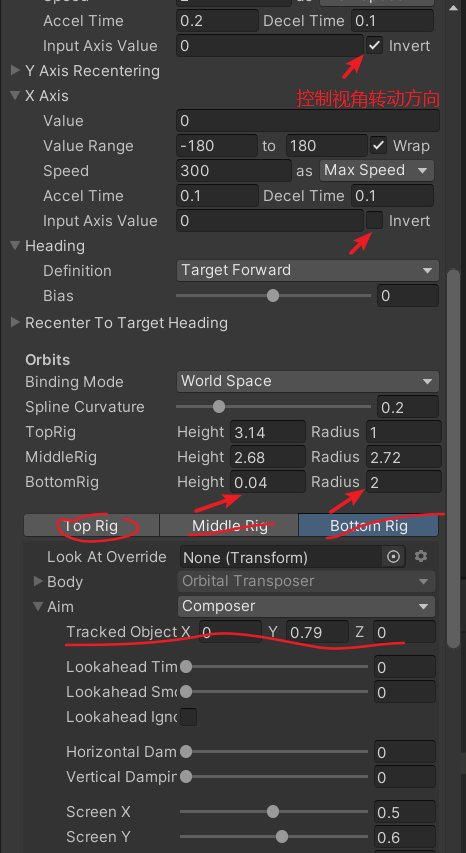 Accel Time 0.2 Decel Time 0.1
Input Axis Value 0 Invert
Y Axis Recentering
X Axis 控制视角转动方向
Value 0
Value Range -180 to 180 Wrap
Speed 300 as Max Speed
Accel Time 0.1 Decel Time 0.1
Input Axis Value 0 Invert
Heading
Definition Target Forward
Bias 0
Recenter To Target Heading
Orbits
Binding Mode World Space
Spline Curvature 0.2
TopRig Height 3.14 Radius 1
MiddleRig Height 2.68 Radius 2.72
BottomRig Height 0.04 Radius 2
Top Rig Middle Rig Bottom Rig
Look At Override None (Transform)
Body Orbital Transposer
Aim Composer
Tracked Object X 0 Y 0.79 Z 0
Lookahead Tim 0
Lookahead Smo 0
Lookahead Igno
Horizontal Dam 0
Vertical Dampin 0
Screen X 0.5
Screen Y 0.6